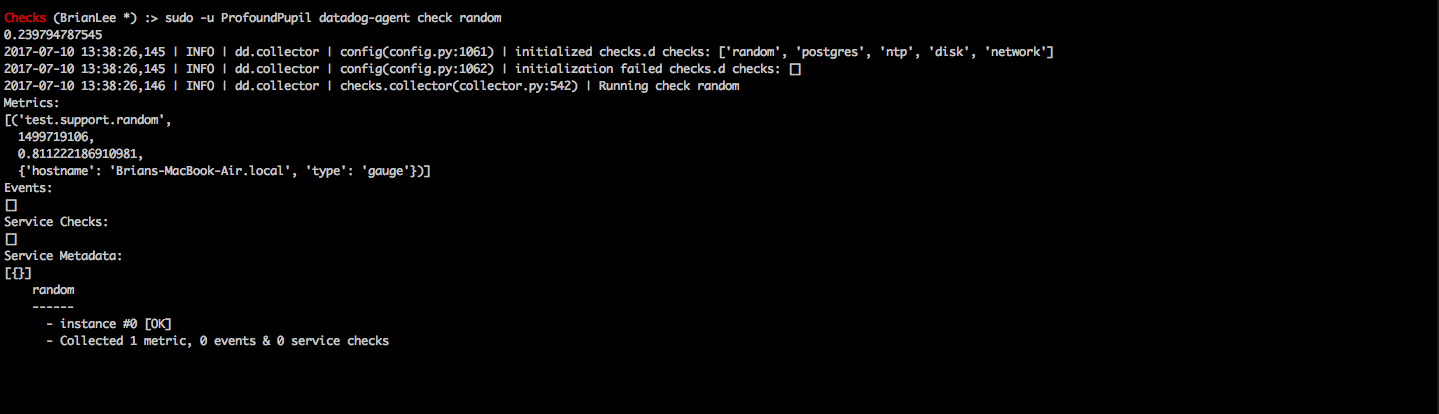 Checks (BrianLee *) :> sudo -u ProfoundPupil datadog-agent check random
0.239794787545
2017-07-10 13:38:26,145 | INFO | dd.collector | config(config.py:1061) | initialized checks.d checks: ['random', 'postgres', 'ntp', 'disk', 'network']
2017-07-10 13:38:26,145 | INFO | dd.collector | config(config.py:1062) | initialization failed checks.d checks: []
2017-07-10 13:38:26,146 | INFO | dd.collector | checks.collector(collector.py:542) | Running check random
Metrics:
[('test.support.random',
  1499719106,
  0.811222186910981,
  {'hostname': 'Brians-MacBook-Air.local', 'type': 'gauge'})]
Events:
[]
Service Checks:
[]
Service Metadata:
[{}]
    random
    ------
      - instance #0 [OK]
      - Collected 1 metric, 0 events & 0 service checks